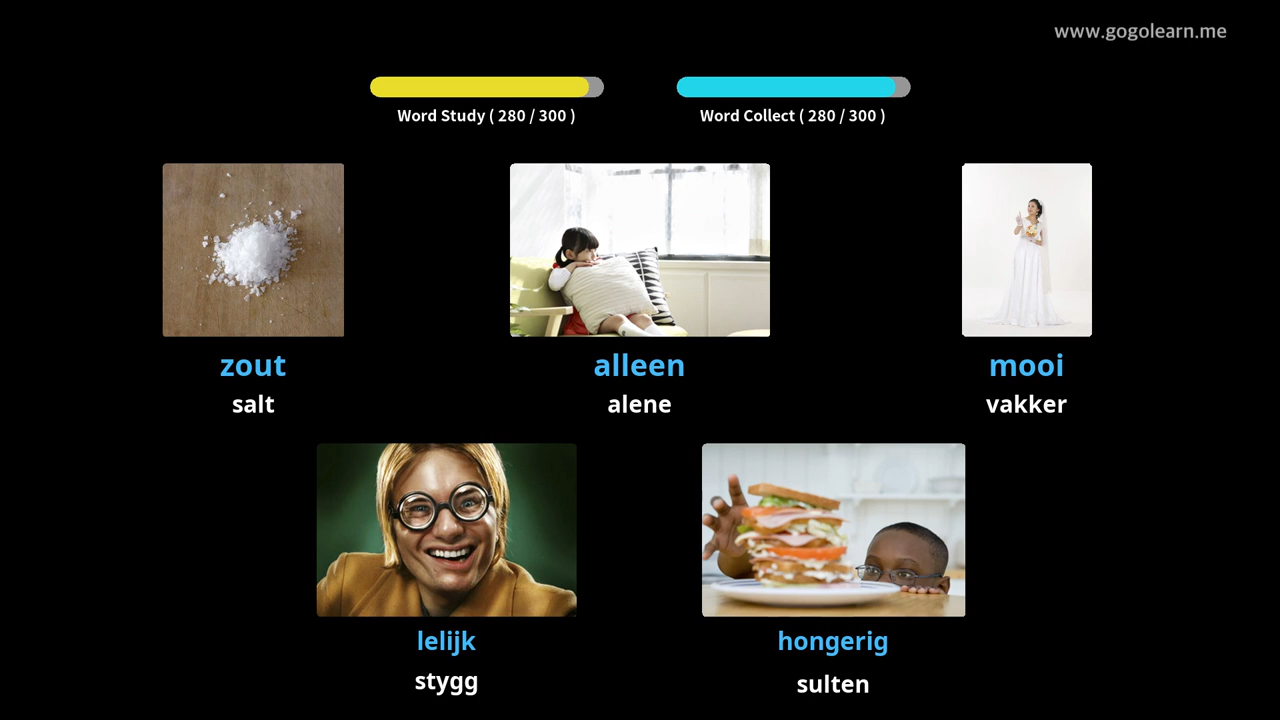 www.gogolearn.me
Word Study ( 280 / 300 )
Word Collect ( 280 / 300 )
zout
salt
alleen
alene
mooi
vakker
lelijk
stygg
hongerig
sulten